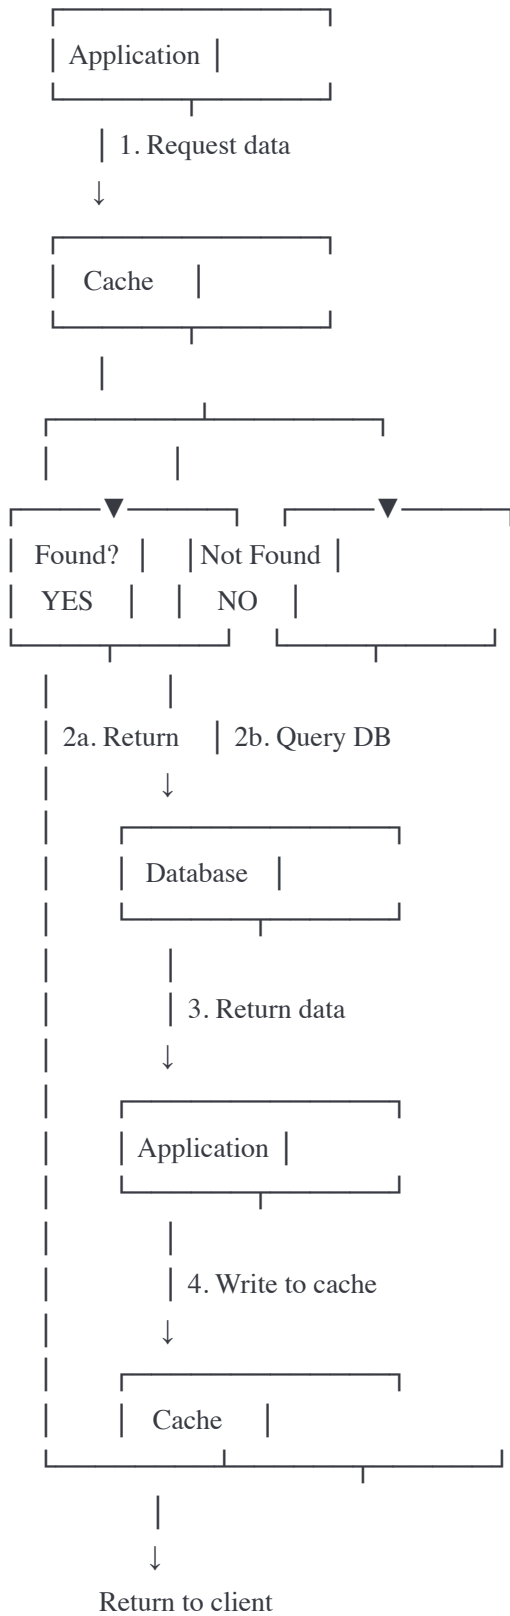 Application
1. Request data
Cache
Found? Not Found
YES NO
2a. Return 2b. Query DB
Database
3. Return data
Application
4. Write to cache
Cache
Return to client